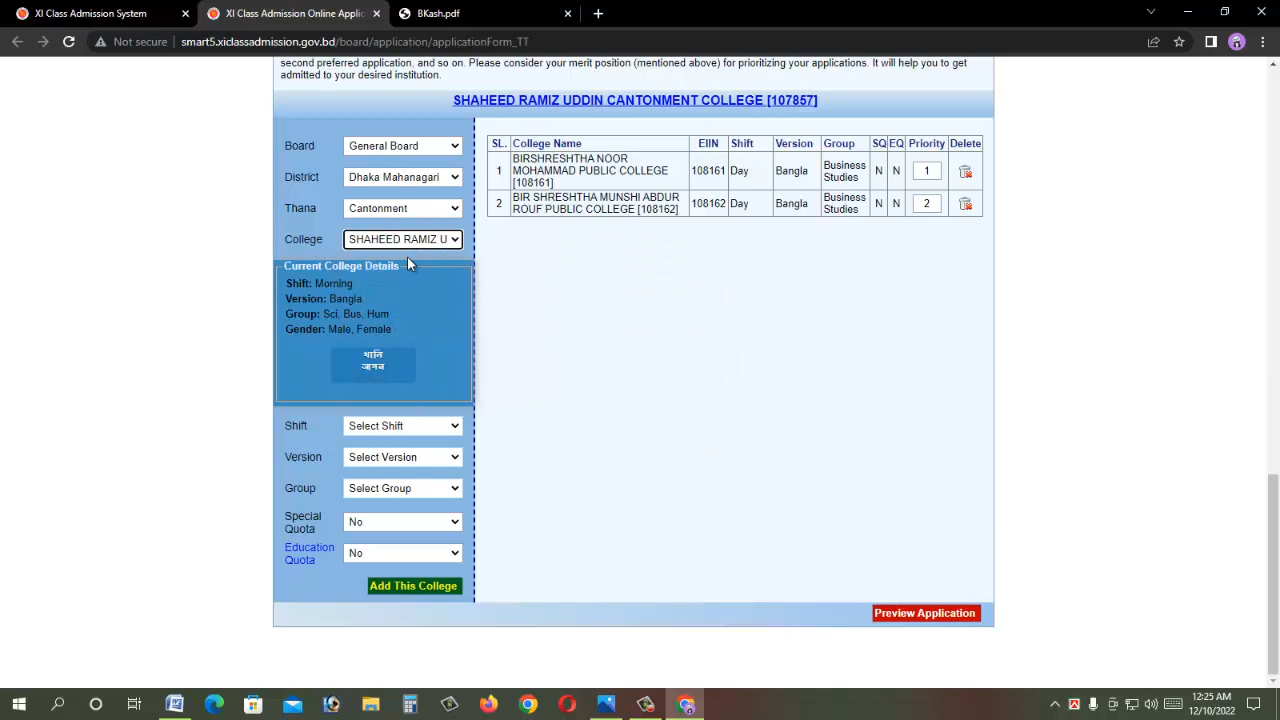 XI Class Admission System
XI Class Admission Online Applic
BKash.pdf
Not secure
smart5.xiclassadmission.gov.bd/board/application/applicationForm_TT
second preferred application, and so on. Please consider your merit position (mentioned above) for prioritizing your applications. It will help you to get
admitted to your desired institution.
SHAHEED RAMIZ UDDIN CANTONMENT COLLEGE [107857]
Board General Board
District Dhaka Mahanagari
Thana Cantonment
College SHAHEED RAMIZ U
Current College Details
Shift: Morning
Version: Bangla
Group: Sci, Bus, Hum
Gender: Male, Female
খালি
আসন
Shift Select Shift
Version Select Version
Group Select Group
Special
Quota
No
Education
Quota
No
Add This College
SL. College Name EIIN Shift Version Group SQ EQ Priority Delete
1
BIRSHRESHTHA NOOR
MOHAMMAD PUBLIC COLLEGE
[108161]
108161 Day Bangla
Business
Studies
N N 1
2
BIR SHRESHTHA MUNSHI ABDUR
ROUF PUBLIC COLLEGE [108162]
108162 Day Bangla
Business
Studies
N N 2
Preview Application
12:25 AM
12/10/2022